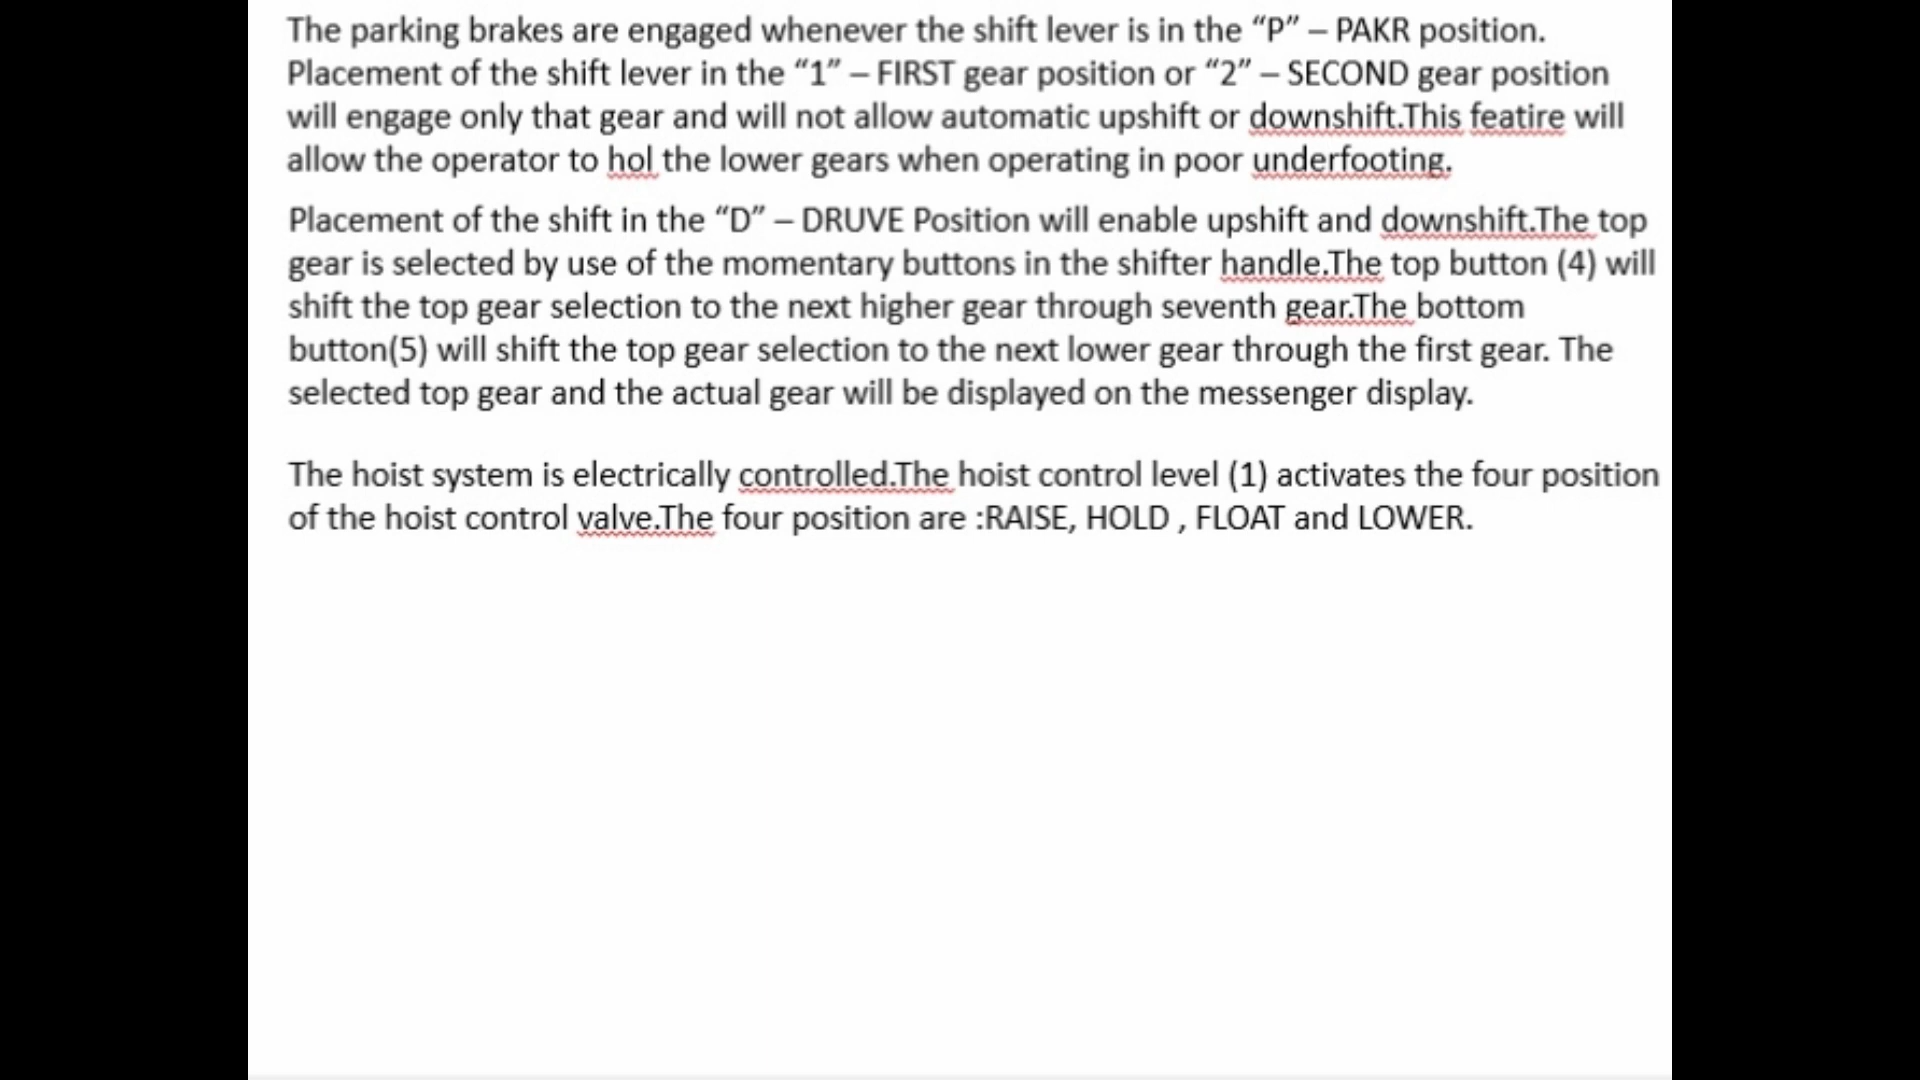 The parking brakes are engaged whenever the shift lever is in the “P” – PAKR position.
Placement of the shift lever in the “1” – FIRST gear position or “2” – SECOND gear position
will engage only that gear and will not allow automatic upshift or downshift.This featire will
allow the operator to hol the lower gears when operating in poor underfooting.
Placement of the shift in the “D” – DRUVE Position will enable upshift and downshift.The top
gear is selected by use of the momentary buttons in the shifter handle.The top button (4) will
shift the top gear selection to the next higher gear through seventh gear.The bottom
button(5) will shift the top gear selection to the next lower gear through the first gear. The
selected top gear and the actual gear will be displayed on the messenger display.
The hoist system is electrically controlled.The hoist control level (1) activates the four position
of the hoist control valve.The four position are :RAISE, HOLD , FLOAT and LOWER.